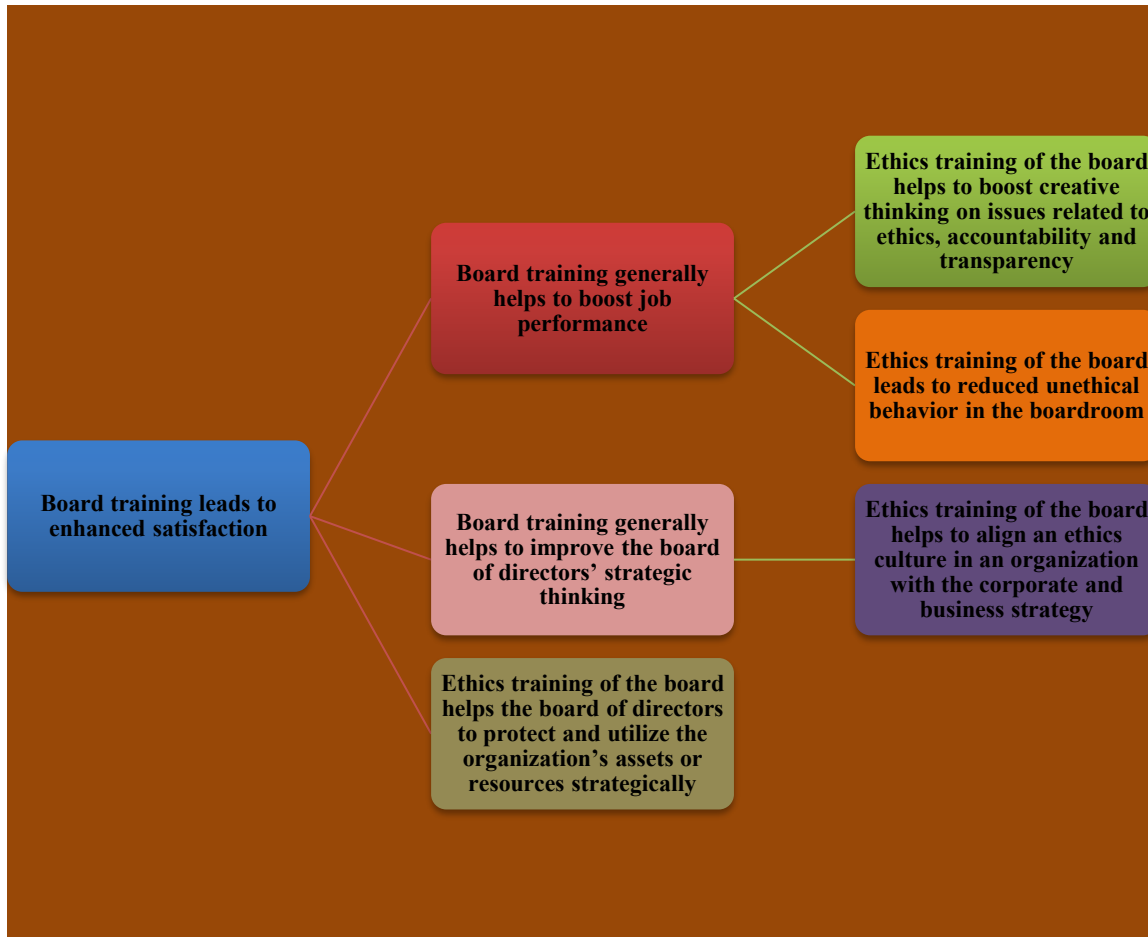 Board training leads to
enhanced satisfaction
Board training generally
helps to boost job
performance
Ethics training of the board
helps to boost creative
thinking on issues related to
ethics, accountability and
transparency
Ethics training of the board
leads to reduced unethical
behavior in the boardroom
Board training generally
helps to improve the board
of directors’ strategic
thinking
Ethics training of the board
helps to align an ethics
culture in an organization
with the corporate and
business strategy
Ethics training of the board
helps the board of directors
to protect and utilize the
organization’s assets or
resources strategically